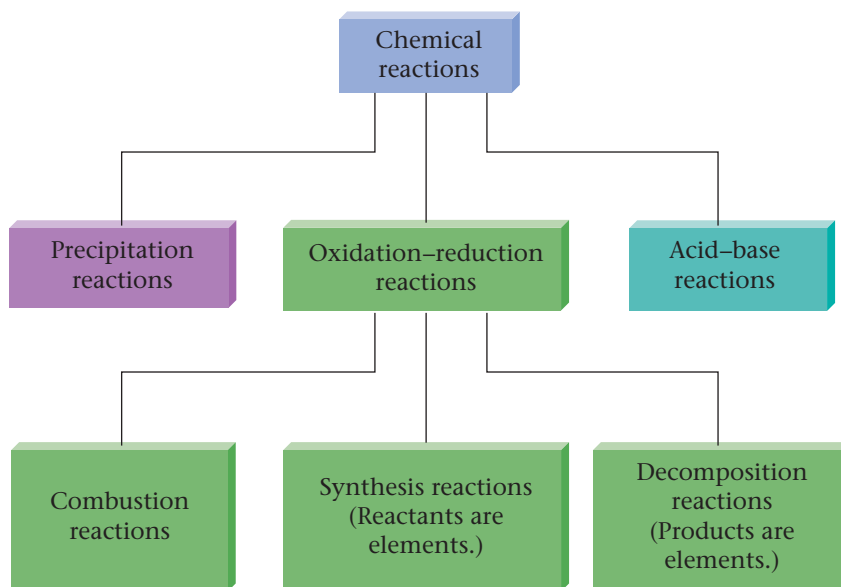 Chemical
reactions
Precipitation
reactions
Oxidation–reduction
reactions
Acid–base
reactions
Combustion
reactions
Synthesis reactions
(Reactants are
elements.)
Decomposition
reactions
(Products are
elements.)